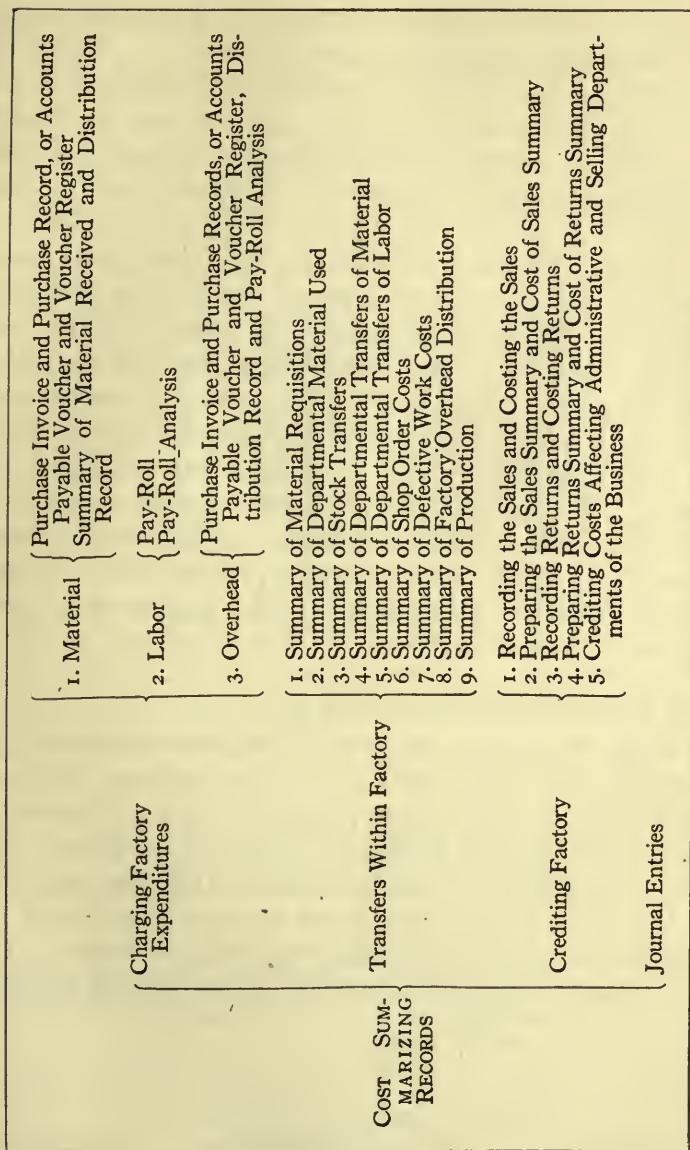 COST SUM-
MARIZING
RECORDS
Charging Factory
Expenditures
1. Material
Purchase Invoice and Purchase Record, or Accounts
Payable Voucher and Voucher Register
Summary of Material Received and Distribution
Record
2. Labor
Pay-Roll
Pay-Roll Analysis
3. Overhead
Purchase Invoice and Purchase Records, or Accounts
Payable Voucher and Voucher Register, Dis-
tribution Record and Pay-Roll Analysis
Transfers Within Factory
1. Summary of Material Requisitions
2. Summary of Departmental Material Used
3. Summary of Stock Transfers
4. Summary of Departmental Transfers of Material
5. Summary of Departmental Transfers of Labor
6. Summary of Shop Order Costs
7. Summary of Defective Work Costs
8. Summary of Factory Overhead Distribution
9. Summary of Production
Crediting Factory
1. Recording the Sales and Costing the Sales
2. Preparing the Sales Summary and Cost of Sales Summary
3. Recording Returns and Costing Returns
4. Preparing Returns Summary and Cost of Returns Summary
5. Crediting Costs Affecting Administrative and Selling Depart-
ments of the Business
Journal Entries